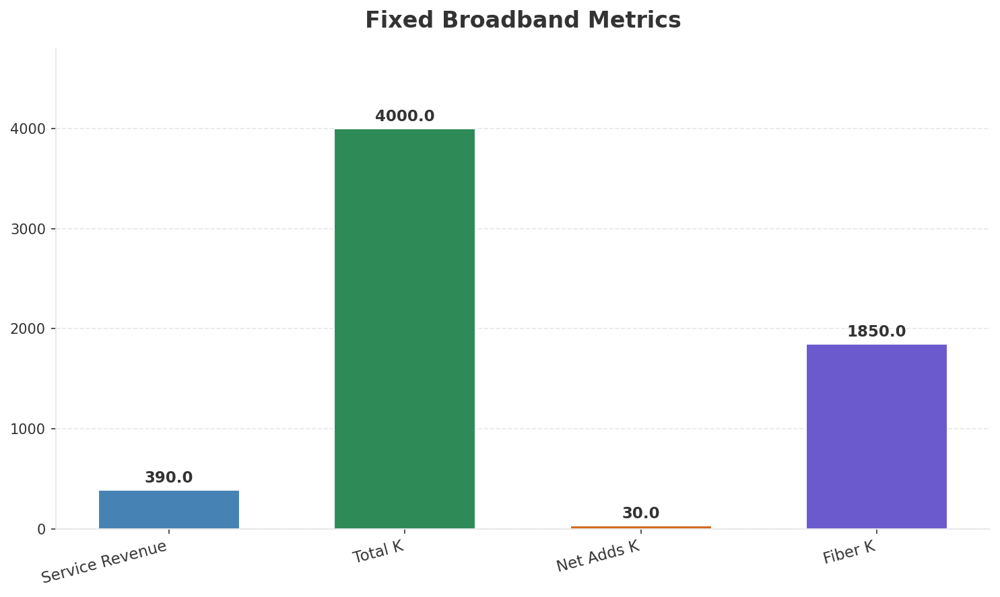 Fixed Broadband Metrics
4000
3000
2000
1000
0
390.0
4000.0
30.0
1850.0
Service Revenue
Total K
Net Adds K
Fiber K